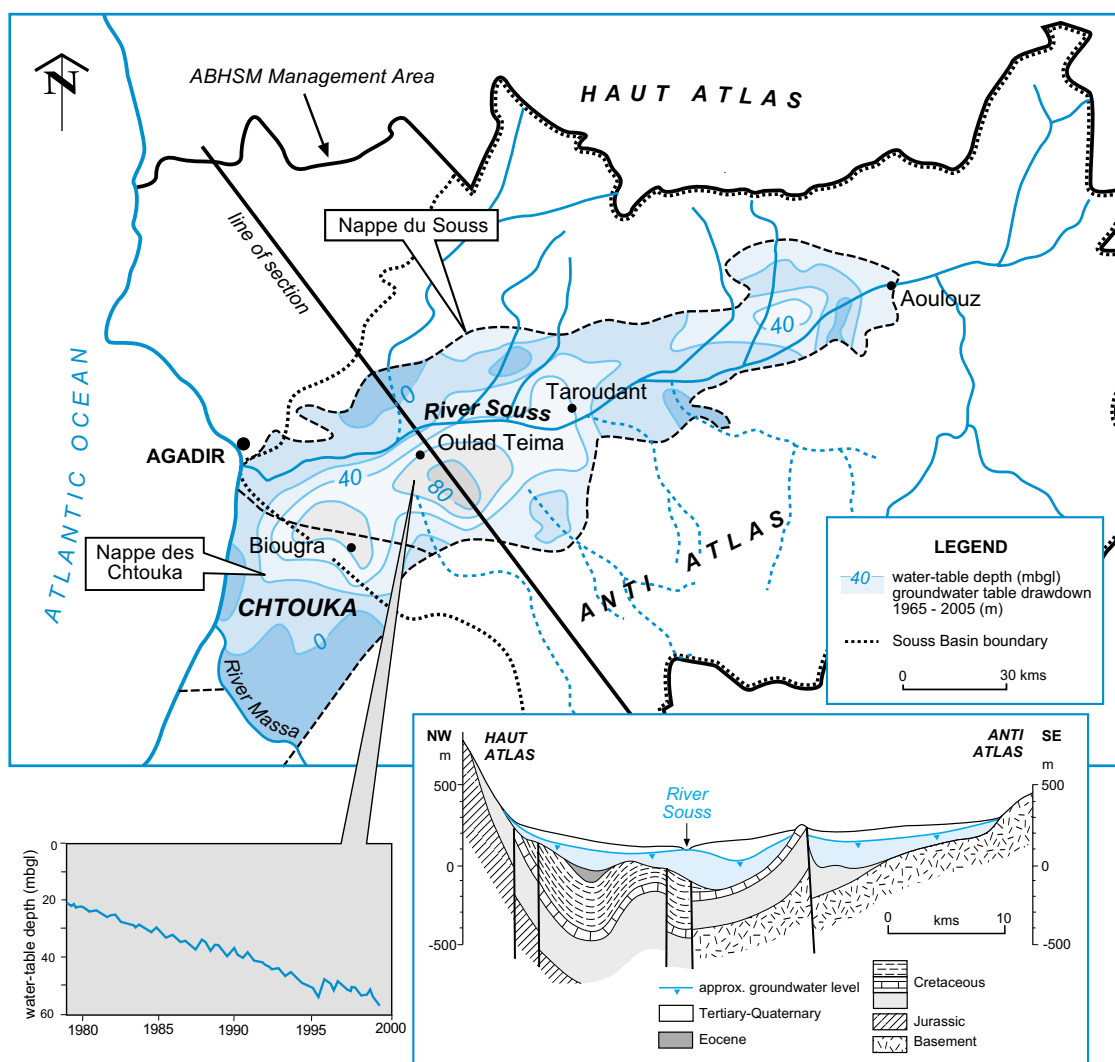 N
ABHSM Management Area
HAUT ATLAS
Nappe du Souss
line of section
40
Aoulouz
0
Taroudant
River Souss
Oulad Teima
AGADIR
40
80
ATLANTIC OCEAN
Biougra
Nappe des
Chtouka
CHTOUKA
0
ANTI ATLAS
River Massa
LEGEND
40
water-table depth (mbgl)
groundwater table drawdown
1965 - 2005 (m)
Souss Basin boundary
0 30 kms
NW
m
HAUT
ATLAS
ANTI
ATLAS
SE
m
500
0
-500
River
Souss
500
0
-500
0 kms 10
approx. groundwater level
Tertiary-Quaternary
Eocene
Cretaceous
Jurassic
Basement
water-table depth (mbgl)
0
20
40
60
1980 1985 1990 1995 2000